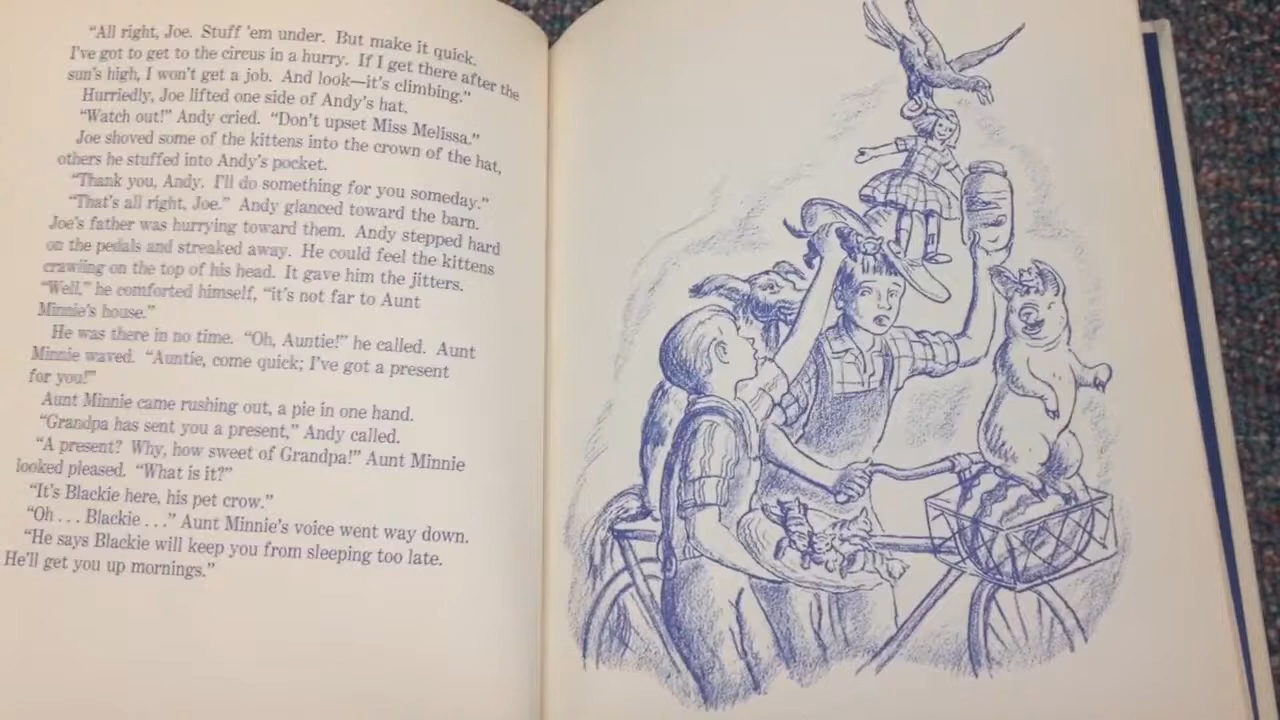 “All right, Joe. Stuff ’em under. But make it quick.
I’ve got to get to the circus in a hurry. If I get there after the
sun’s high, I won’t get a job. And look—it’s climbing.”
Hurriedly, Joe lifted one side of Andy’s hat.
“Watch out!” Andy cried. “Don’t upset Miss Melissa.”
Joe shoved some of the kittens into the crown of the hat,
others he stuffed into Andy’s pocket.
“Thank you, Andy. I’ll do something for you someday.”
“That’s all right, Joe.” Andy glanced toward the barn.
Joe’s father was hurrying toward them. Andy stepped hard
on the pedals and streaked away. He could feel the kittens
crawling on the top of his head. It gave him the jitters.
“Well,” he comforted himself, “it’s not far to Aunt
Minnie’s house.”
He was there in no time. “Oh, Auntie!” he called. Aunt
Minnie waved. “Auntie, come quick; I’ve got a present
for you!”
Aunt Minnie came rushing out, a pie in one hand.
“Grandpa has sent you a present,” Andy called.
“A present? Why, how sweet of Grandpa!” Aunt Minnie
looked pleased. “What is it?”
“It’s Blackie here, his pet crow.”
“Oh . . . Blackie . . .” Aunt Minnie’s voice went way down.
“He says Blackie will keep you from sleeping too late.
He’ll get you up mornings.”